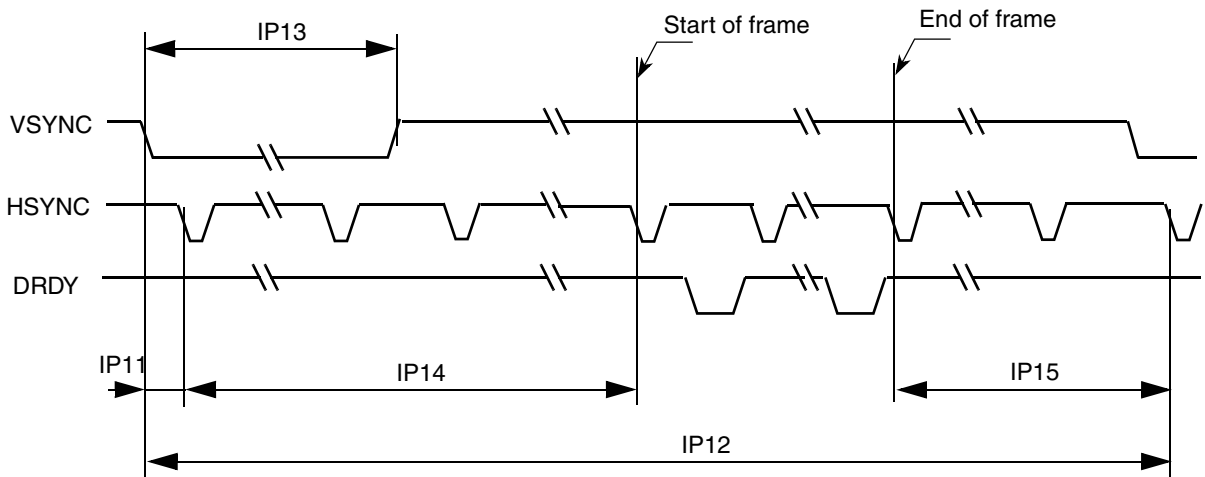 IP13
Start of frame
End of frame
VSYNC
HSYNC
DRDY
IP11
IP14
IP15
IP12